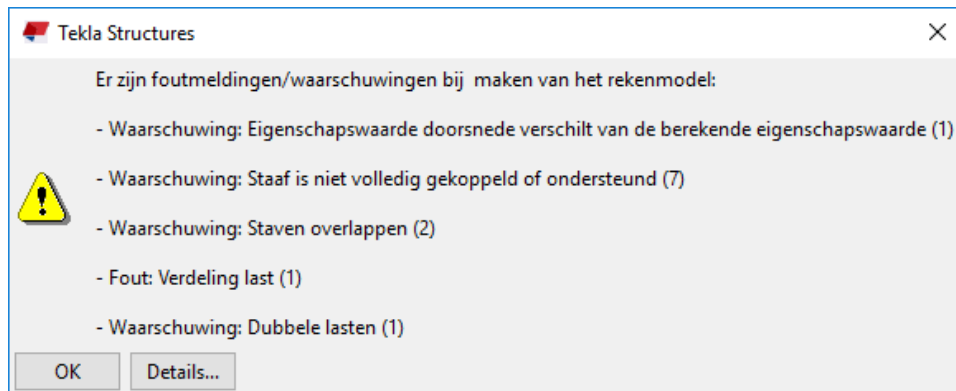 Tekla Structures
Er zijn foutmeldingen/waarschuwingen bij  maken van het rekenmodel:
- Waarschuwing: Eigenschapswaarde doorsnede verschilt van de berekende eigenschapswaarde (1)
- Waarschuwing: Staaf is niet volledig gekoppeld of ondersteund (7)
- Waarschuwing: Staven overlappen (2)
- Fout: Verdeling last (1)
- Waarschuwing: Dubbele lasten (1)
OK
Details...